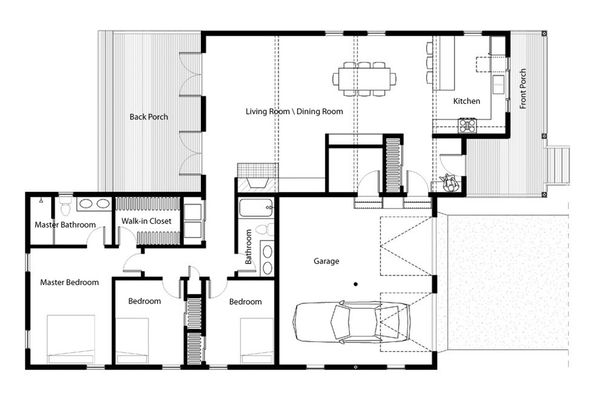 Back Porch
Living Room \ Dining Room
Kitchen
Front Porch
Master Bathroom
Walk-in Closet
Bathroom
Garage
Master Bedroom
Bedroom
Bedroom